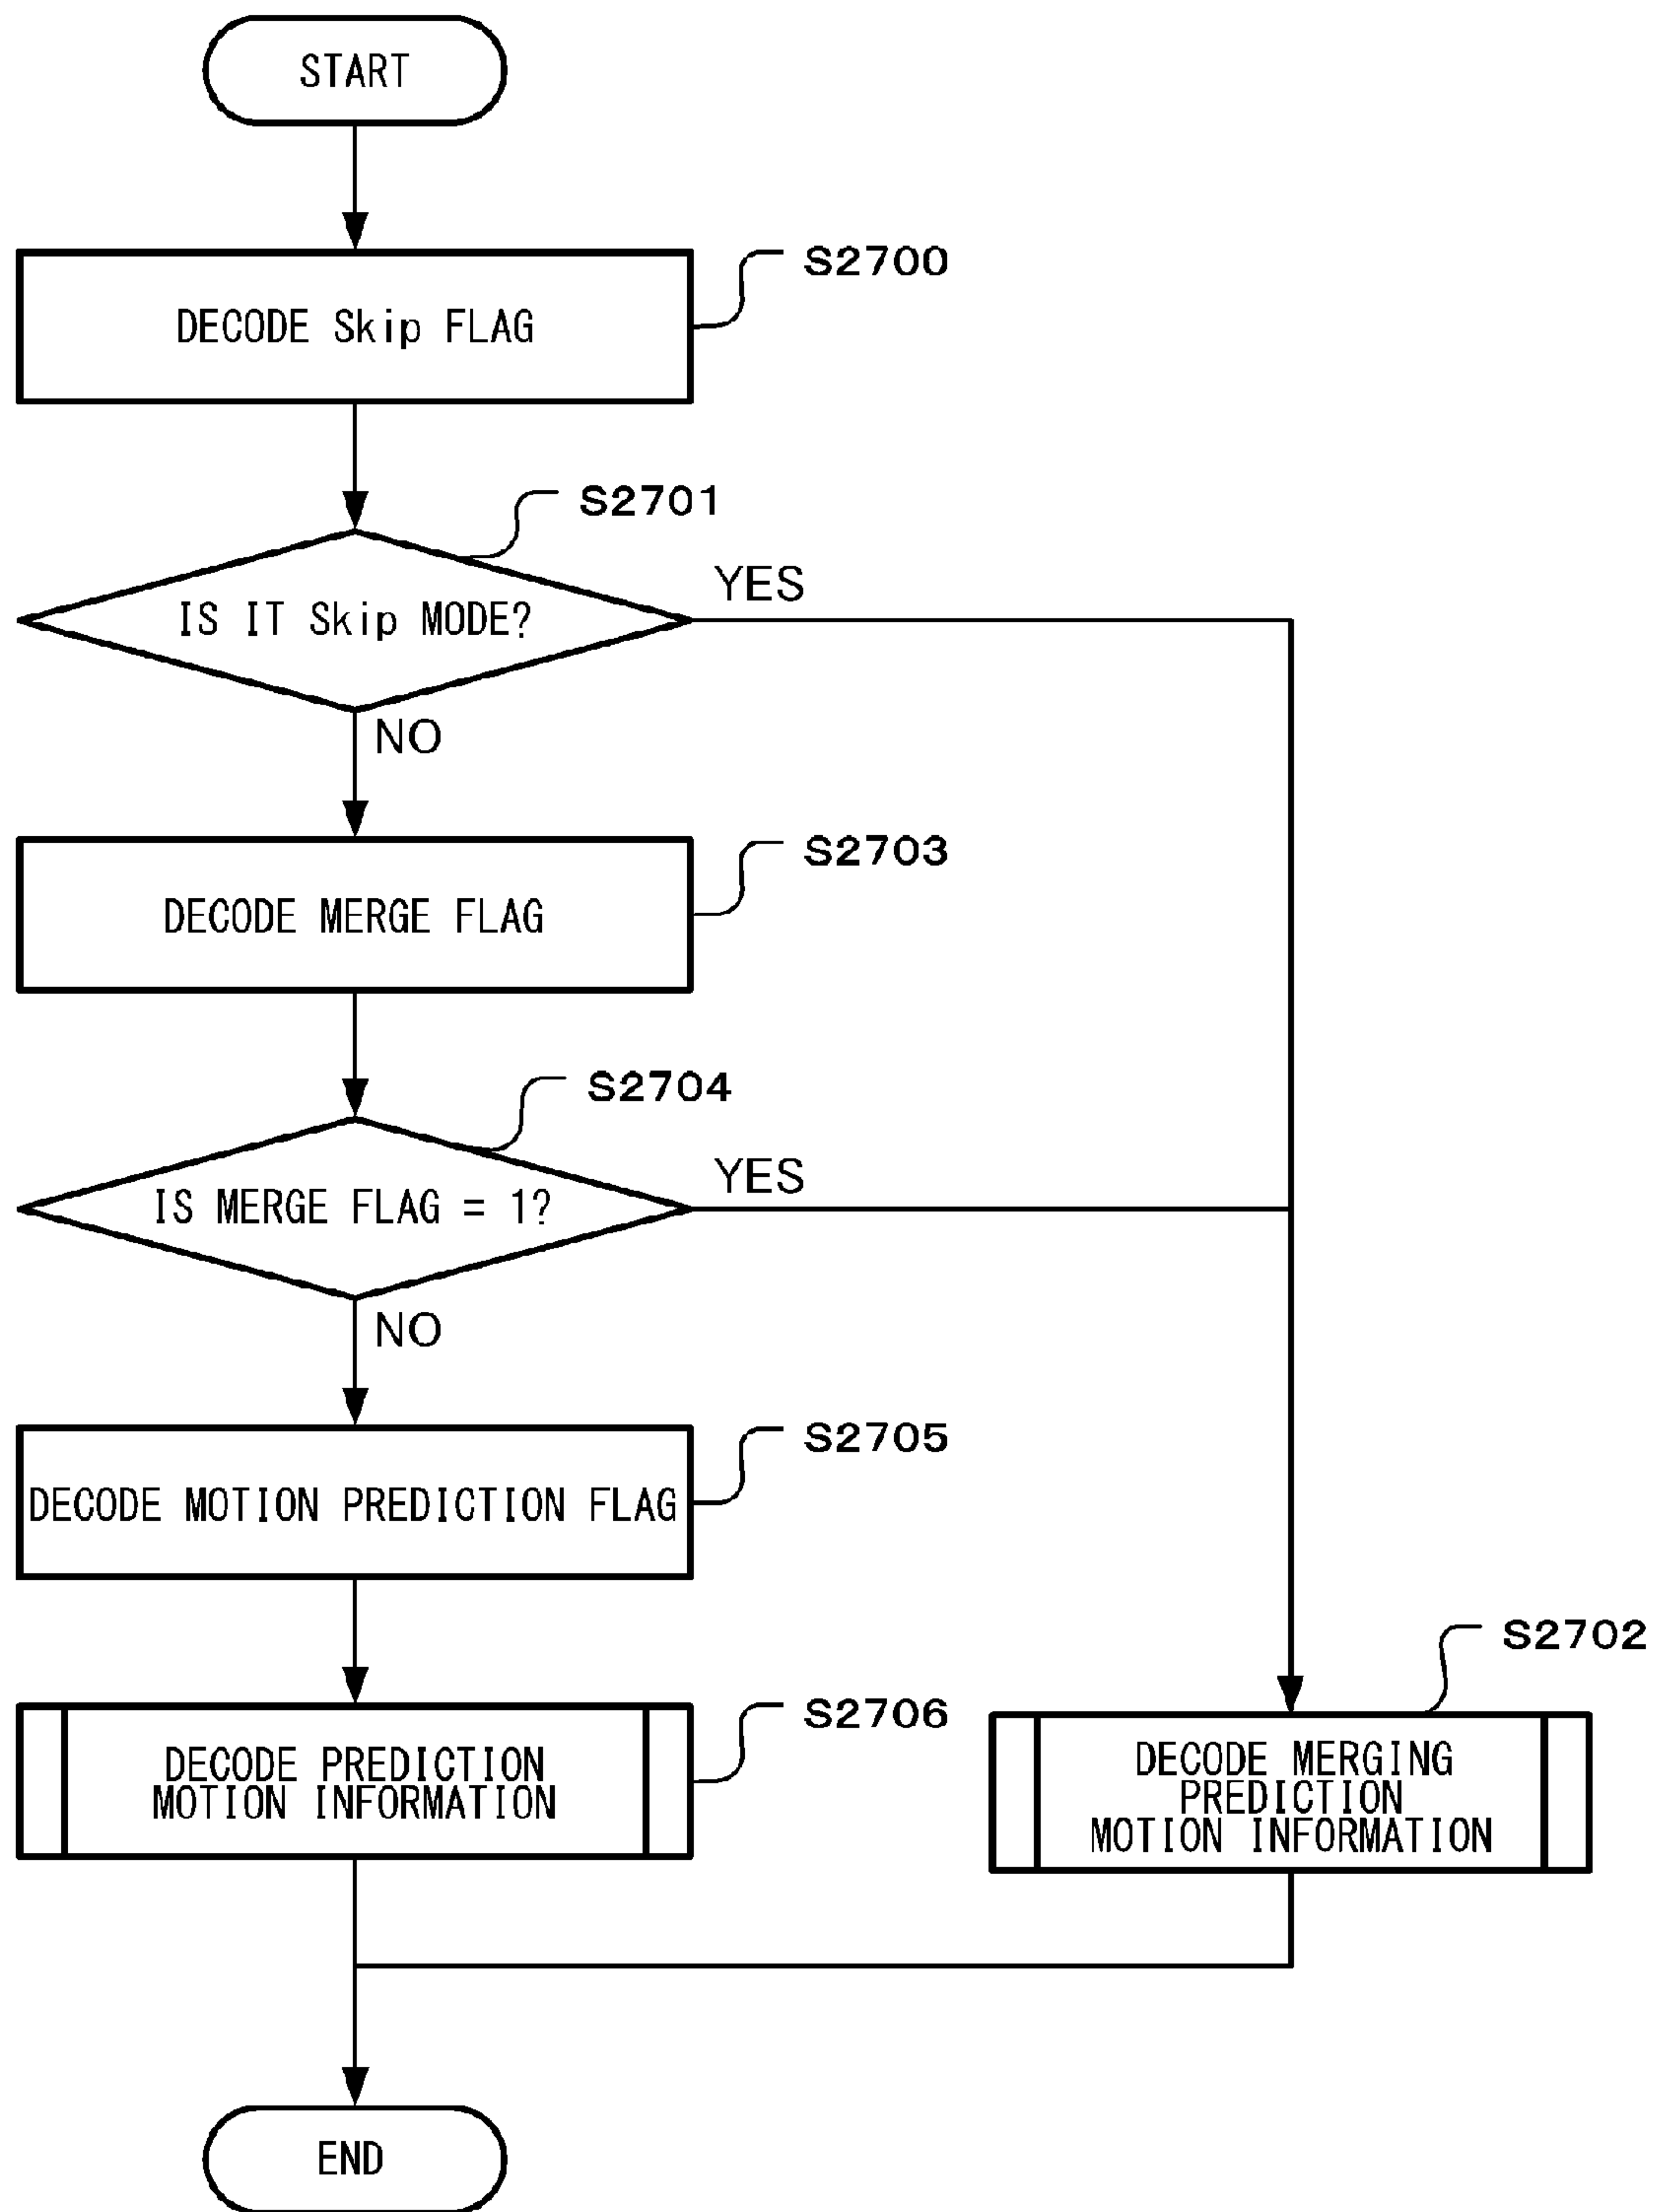 START
S2700
DECODE Skip FLAG
S2701
YES
IS IT Skip MODE?
NO
S2703
DECODE MERGE FLAG
S2704
YES
IS MERGE FLAG = 1?
NO
S2705
DECODE MOTION PREDICTION FLAG
S2706
DECODE PREDICTION
MOTION INFORMATION
S2702
DECODE MERGING
PREDICTION
MOTION INFORMATION
END